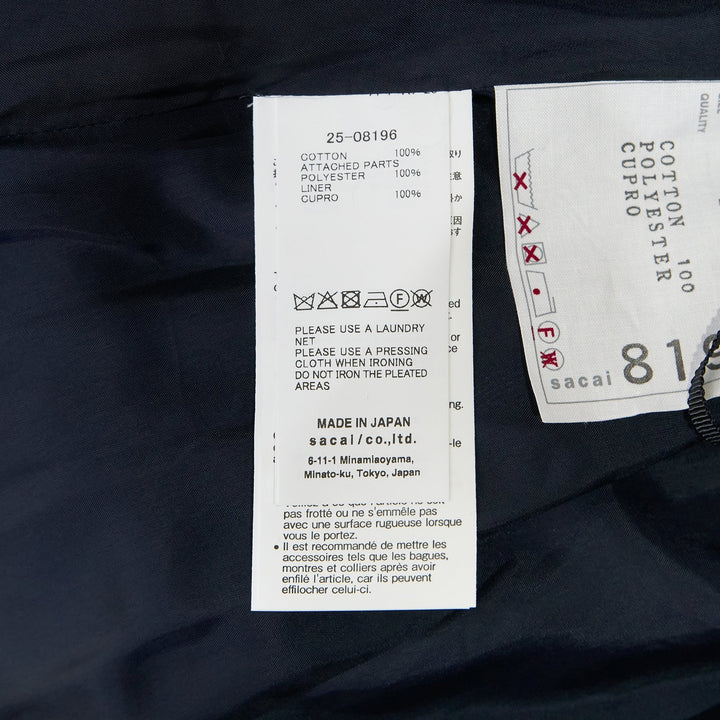 25-08196
COTTON 100%
ATTACHED PARTS
POLYESTER 100%
LINER
CUPRO 100%
PLEASE USE A LAUNDRY
NET
PLEASE USE A PRESSING
CLOTH WHEN IRONING
DO NOT IRON THE PLEATED
AREAS
MADE IN JAPAN
sacai/co.,ltd.
6-11-1 Minamiaoyama,
Minato-ku, Tokyo, Japan
pas frotté ou ne s'emmêle pas
avec une surface rugueuse lorsque
vous le portez.
• Il est recommandé de mettre les
accessoires tels que les bagues,
montres et colliers après avoir
enfilé l'article, car ils peuvent
effilocher celui-ci.
QUALITY
COTTON 100
POLYESTER
CUPRO
sacai 819